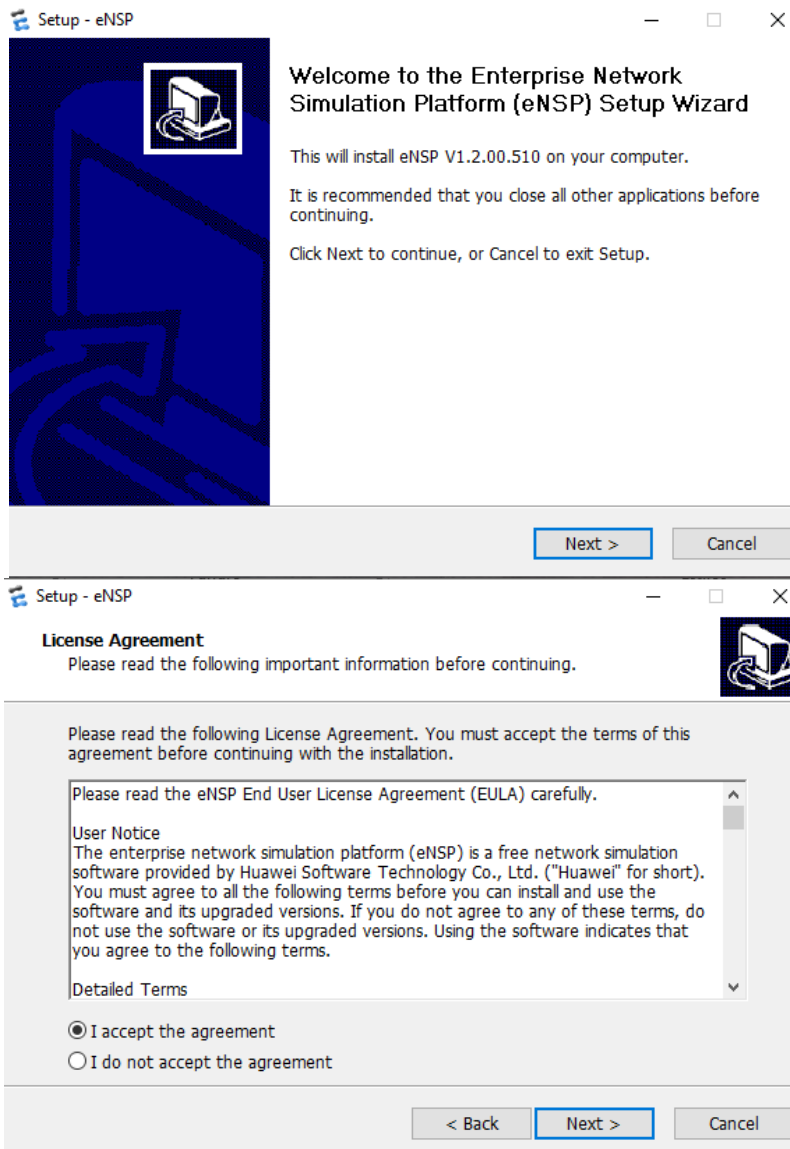 Setup - eNSP
Welcome to the Enterprise Network
Simulation Platform (eNSP) Setup Wizard
This will install eNSP V1.2.00.510 on your computer.
It is recommended that you close all other applications before
continuing.
Click Next to continue, or Cancel to exit Setup.
Next >
Cancel
Setup - eNSP
License Agreement
Please read the following important information before continuing.
Please read the following License Agreement. You must accept the terms of this
agreement before continuing with the installation.
Please read the eNSP End User License Agreement (EULA) carefully.
User Notice
The enterprise network simulation platform (eNSP) is a free network simulation
software provided by Huawei Software Technology Co., Ltd. ("Huawei" for short).
You must agree to all the following terms before you can install and use the
software and its upgraded versions. If you do not agree to any of these terms, do
not use the software or its upgraded versions. Using the software indicates that
you agree to the following terms.
Detailed Terms
I accept the agreement
I do not accept the agreement
< Back
Next >
Cancel